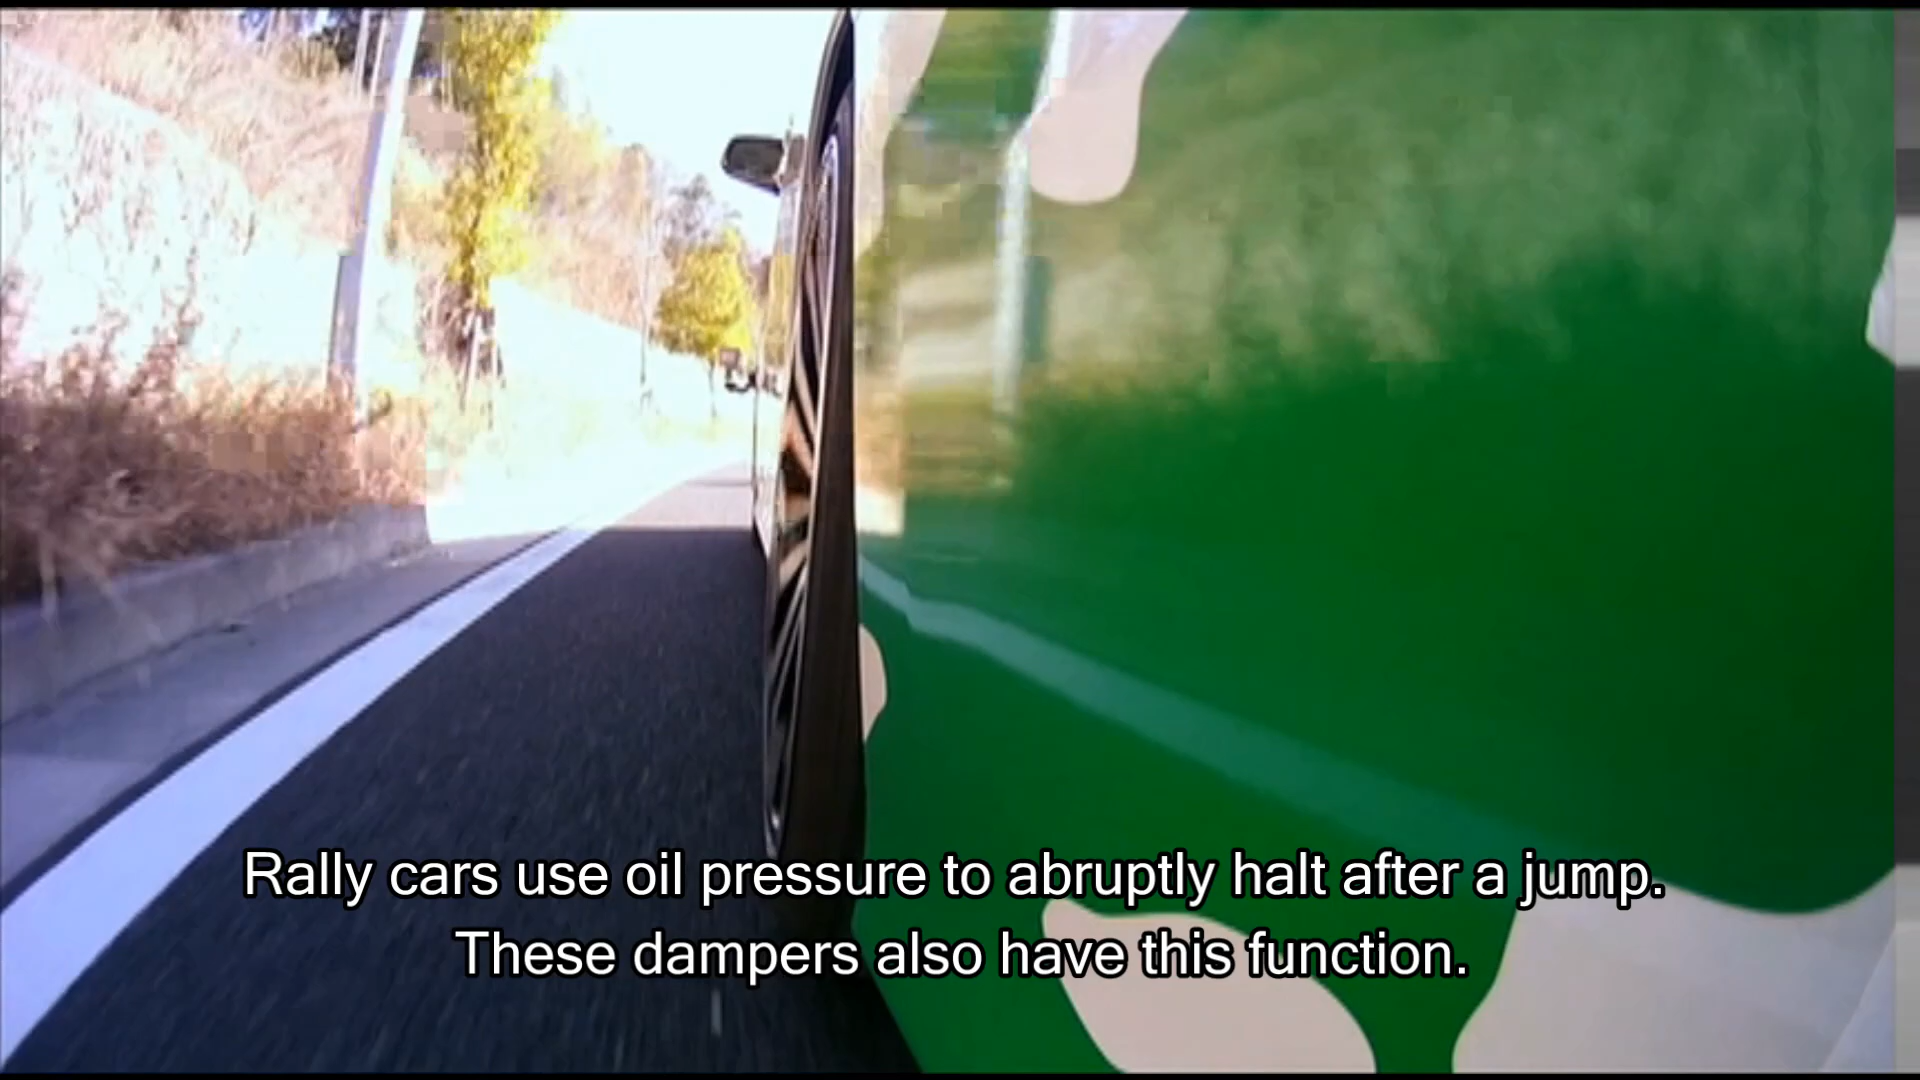 Rally cars use oil pressure to abruptly halt after a jump.
These dampers also have this function.